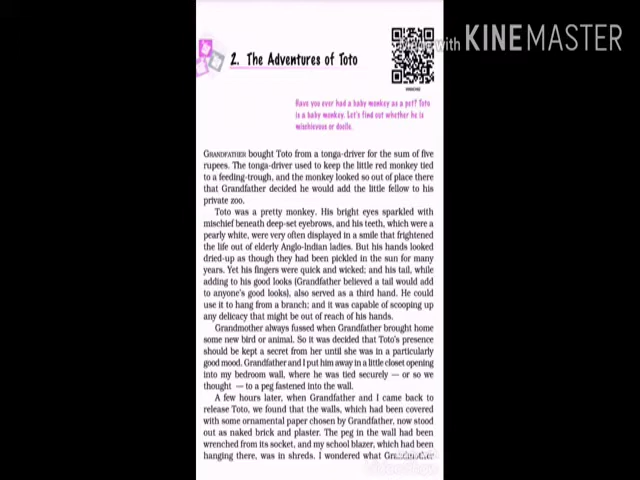 Made with KINEMASTER
2. The Adventures of Toto
Have you ever had a baby monkey as a pet? Toto
is a baby monkey. Let's find out whether he is
mischievous or docile.
GRANDFATHER bought Toto from a tonga-driver for the sum of five
rupees. The tonga-driver used to keep the little red monkey tied
to a feeding-trough, and the monkey looked so out of place there
that Grandfather decided he would add the little fellow to his
private zoo.
Toto was a pretty monkey. His bright eyes sparkled with
mischief beneath deep-set eyebrows, and his teeth, which were a
pearly white, were very often displayed in a smile that frightened
the life out of elderly Anglo-Indian ladies. But his hands looked
dried-up as though they had been pickled in the sun for many
years. Yet his fingers were quick and wicked; and his tail, while
adding to his good looks (Grandfather believed a tail would add
to anyone's good looks), also served as a third hand. He could
use it to hang from a branch; and it was capable of scooping up
any delicacy that might be out of reach of his hands.
Grandmother always fussed when Grandfather brought home
some new bird or animal. So it was decided that Toto's presence
should be kept a secret from her until she was in a particularly
good mood. Grandfather and I put him away in a little closet opening
into my bedroom wall, where he was tied securely — or so we
thought — to a peg fastened into the wall.
A few hours later, when Grandfather and I came back to
release Toto, we found that the walls, which had been covered
with some ornamental paper chosen by Grandfather, now stood
out as naked brick and plaster. The peg in the wall had been
wrenched from its socket, and my school blazer, which had been
hanging there, was in shreds. I wondered what Grandmother